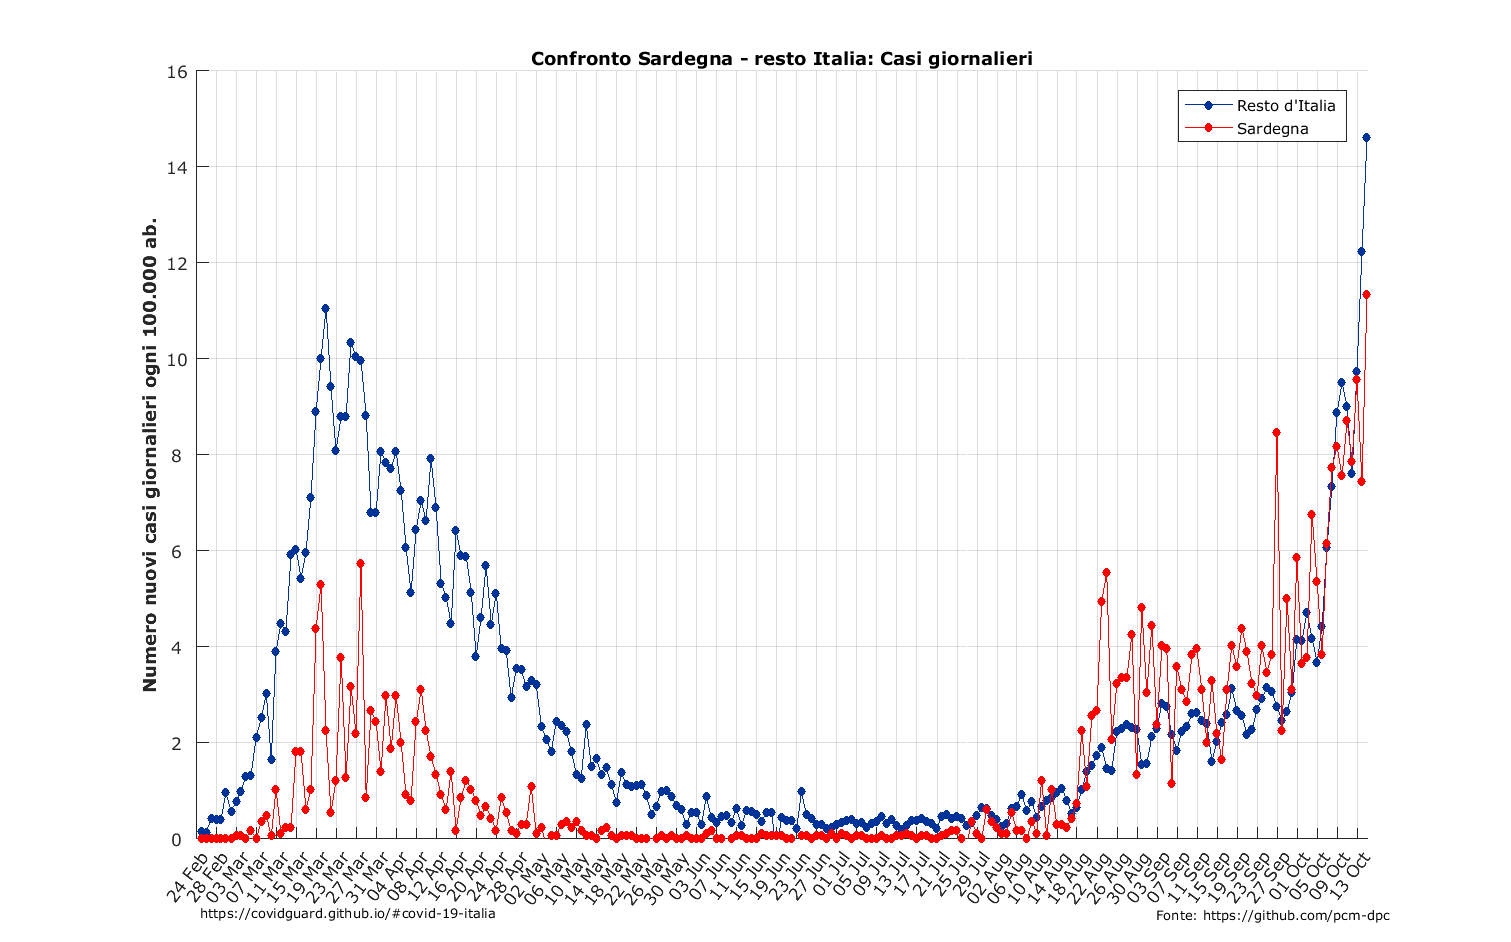 Confronto Sardegna - resto Italia: Casi giornalieri
Numero nuovi casi giornalieri ogni 100.000 ab.
16
14
12
10
8
6
4
2
0
Resto d'Italia
Sardegna
24 Feb
28 Feb
03 Mar
07 Mar
11 Mar
15 Mar
19 Mar
23 Mar
27 Mar
31 Mar
04 Apr
08 Apr
12 Apr
16 Apr
20 Apr
24 Apr
28 Apr
02 May
06 May
10 May
14 May
18 May
22 May
26 May
30 May
03 Jun
07 Jun
11 Jun
15 Jun
19 Jun
23 Jun
27 Jun
01 Jul
05 Jul
09 Jul
13 Jul
17 Jul
21 Jul
25 Jul
29 Jul
02 Aug
06 Aug
10 Aug
14 Aug
18 Aug
22 Aug
26 Aug
30 Aug
03 Sep
07 Sep
11 Sep
15 Sep
19 Sep
23 Sep
27 Sep
01 Oct
05 Oct
09 Oct
13 Oct
https://covidguard.github.io/#covid-19-italia
Fonte: https://github.com/pcm-dpc